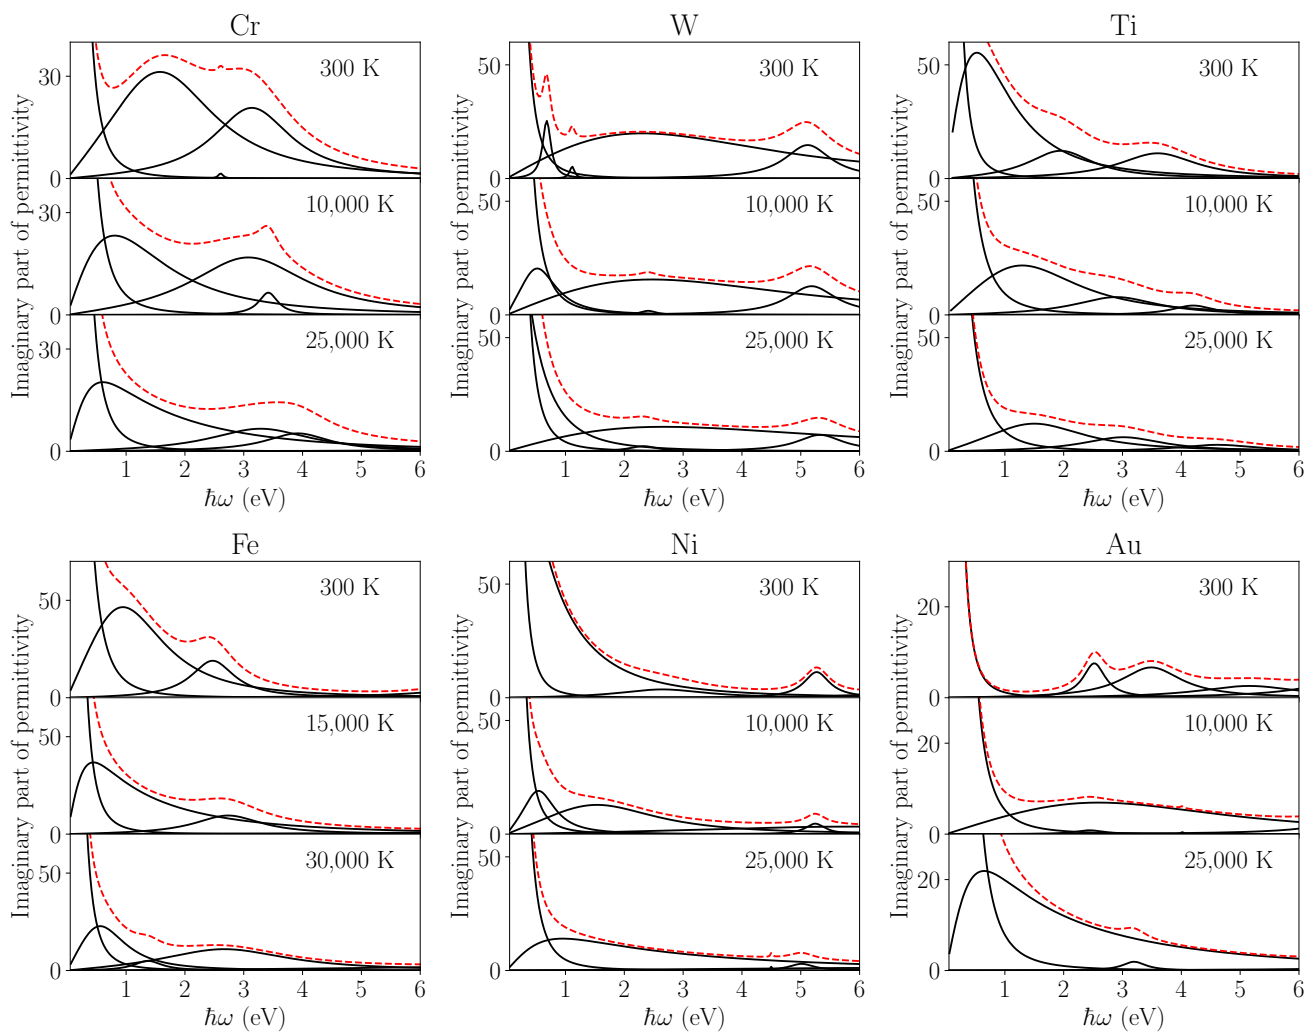 Cr
W
Ti
Imaginary part of permittivity
Imaginary part of permittivity
Imaginary part of permittivity
30
0
300 K
50
0
300 K
50
0
300 K
30
0
10,000 K
50
0
10,000 K
50
0
10,000 K
30
0
25,000 K
50
0
25,000 K
50
0
25,000 K
1 2 3 4 5 6
1 2 3 4 5 6
1 2 3 4 5 6
ℏω (eV)
ℏω (eV)
ℏω (eV)
Fe
Ni
Au
Imaginary part of permittivity
Imaginary part of permittivity
Imaginary part of permittivity
50
0
300 K
50
0
300 K
20
0
300 K
50
0
15,000 K
50
0
10,000 K
20
0
10,000 K
50
0
30,000 K
50
0
25,000 K
20
0
25,000 K
1 2 3 4 5 6
1 2 3 4 5 6
1 2 3 4 5 6
ℏω (eV)
ℏω (eV)
ℏω (eV)